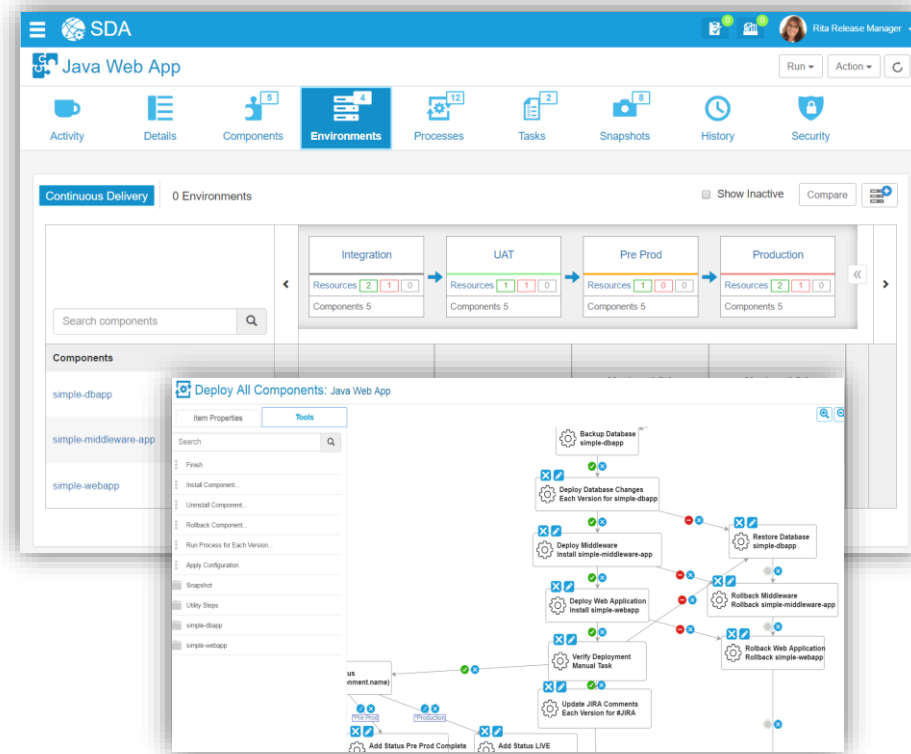 SDA
0
0
Rita Release Manager
Java Web App
Run
Action
5
4
12
2
8
Activity
Details
Components
Environments
Processes
Tasks
Snapshots
History
Security
Continuous Delivery
0 Environments
Show Inactive
Compare
Integration
UAT
Pre Prod
Production
Resources 2 1 0
Resources 1 1 0
Resources 1 0 0
Resources 2 1 0
Components 5
Components 5
Components 5
Components 5
Search components
Components
simple-dbapp
simple-middleware-app
simple-webapp
Deploy All Components: Java Web App
Item Properties
Tools
Search
Finish
Install Component...
Uninstall Component...
Rollback Component...
Run Process for Each Version...
Apply Configuration
Snapshot
Utility Steps
simple-dbapp
simple-webapp
Backup Database
simple-dbapp
Deploy Database Changes
Each Version for simple-dbapp
Restore Database
simple-dbapp
Deploy Middleware
Install simple-middleware-app
Rollback Middleware
Rollback simple-middleware-app
Deploy Web Application
Install simple-webapp
Rolback Web Application
Rollback simple-webapp
Verify Deployment
Manual Task
Update JIRA Comments
Each Version for #JIRA
onment.name)
*Pre Prod
*Production
Add Status Pre Prod Complete
Add Status LIVE